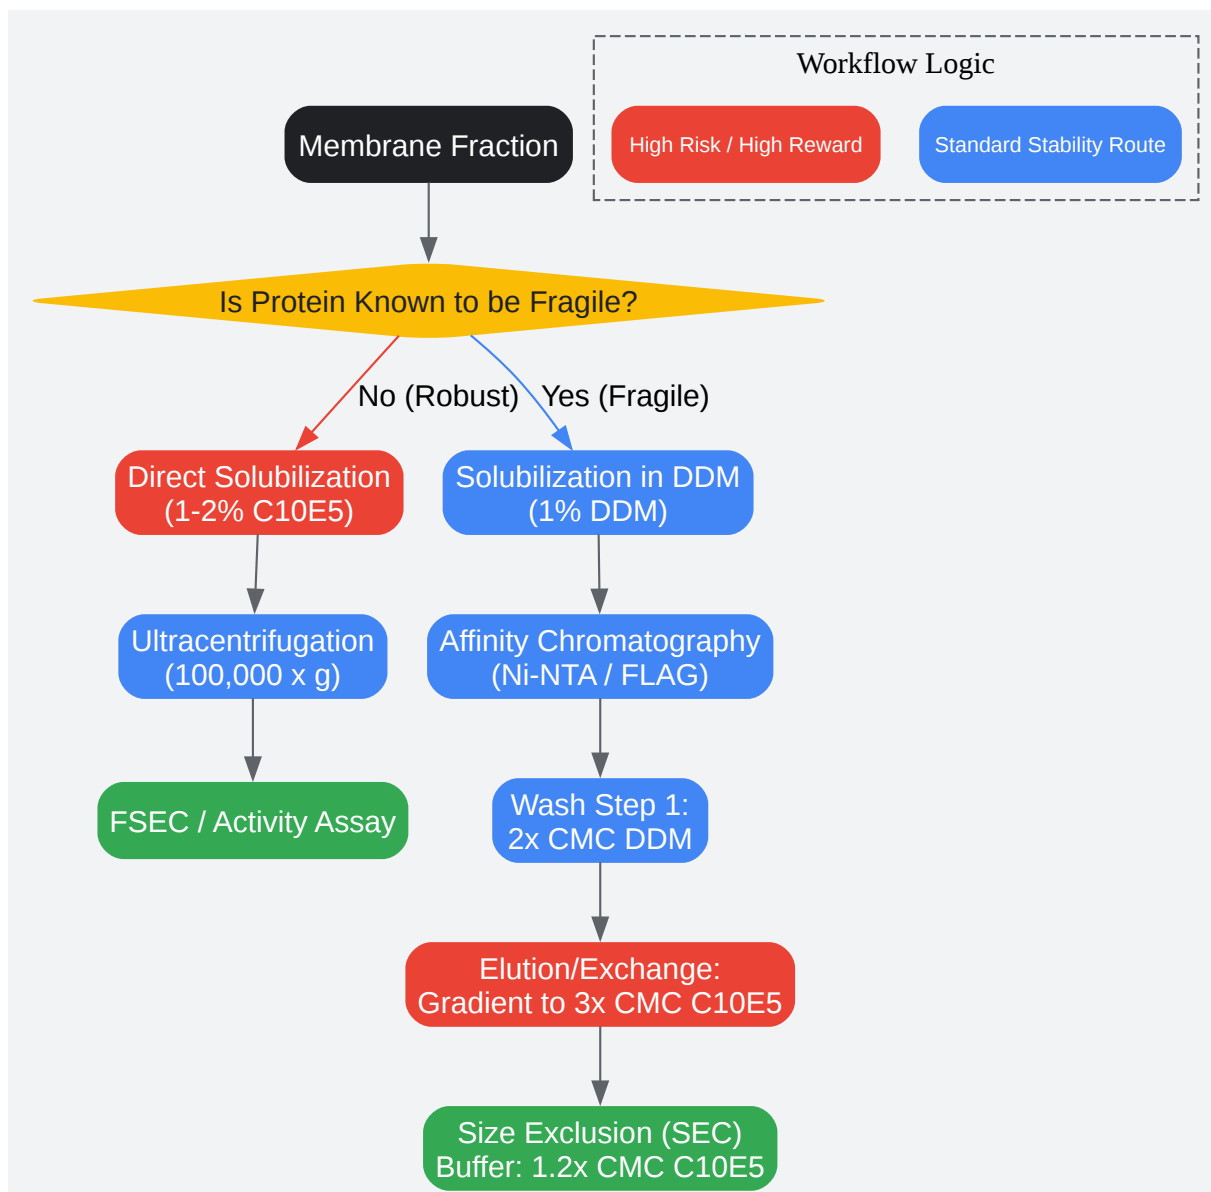 Workflow Logic
High Risk / High Reward
Standard Stability Route
Membrane Fraction
Is Protein Known to be Fragile?
No (Robust)
Yes (Fragile)
Direct Solubilization
(1-2% C10E5)
Solubilization in DDM
(1% DDM)
Ultracentrifugation
(100,000 x g)
Affinity Chromatography
(Ni-NTA / FLAG)
FSEC / Activity Assay
Wash Step 1:
2x CMC DDM
Elution/Exchange:
Gradient to 3x CMC C10E5
Size Exclusion (SEC)
Buffer: 1.2x CMC C10E5